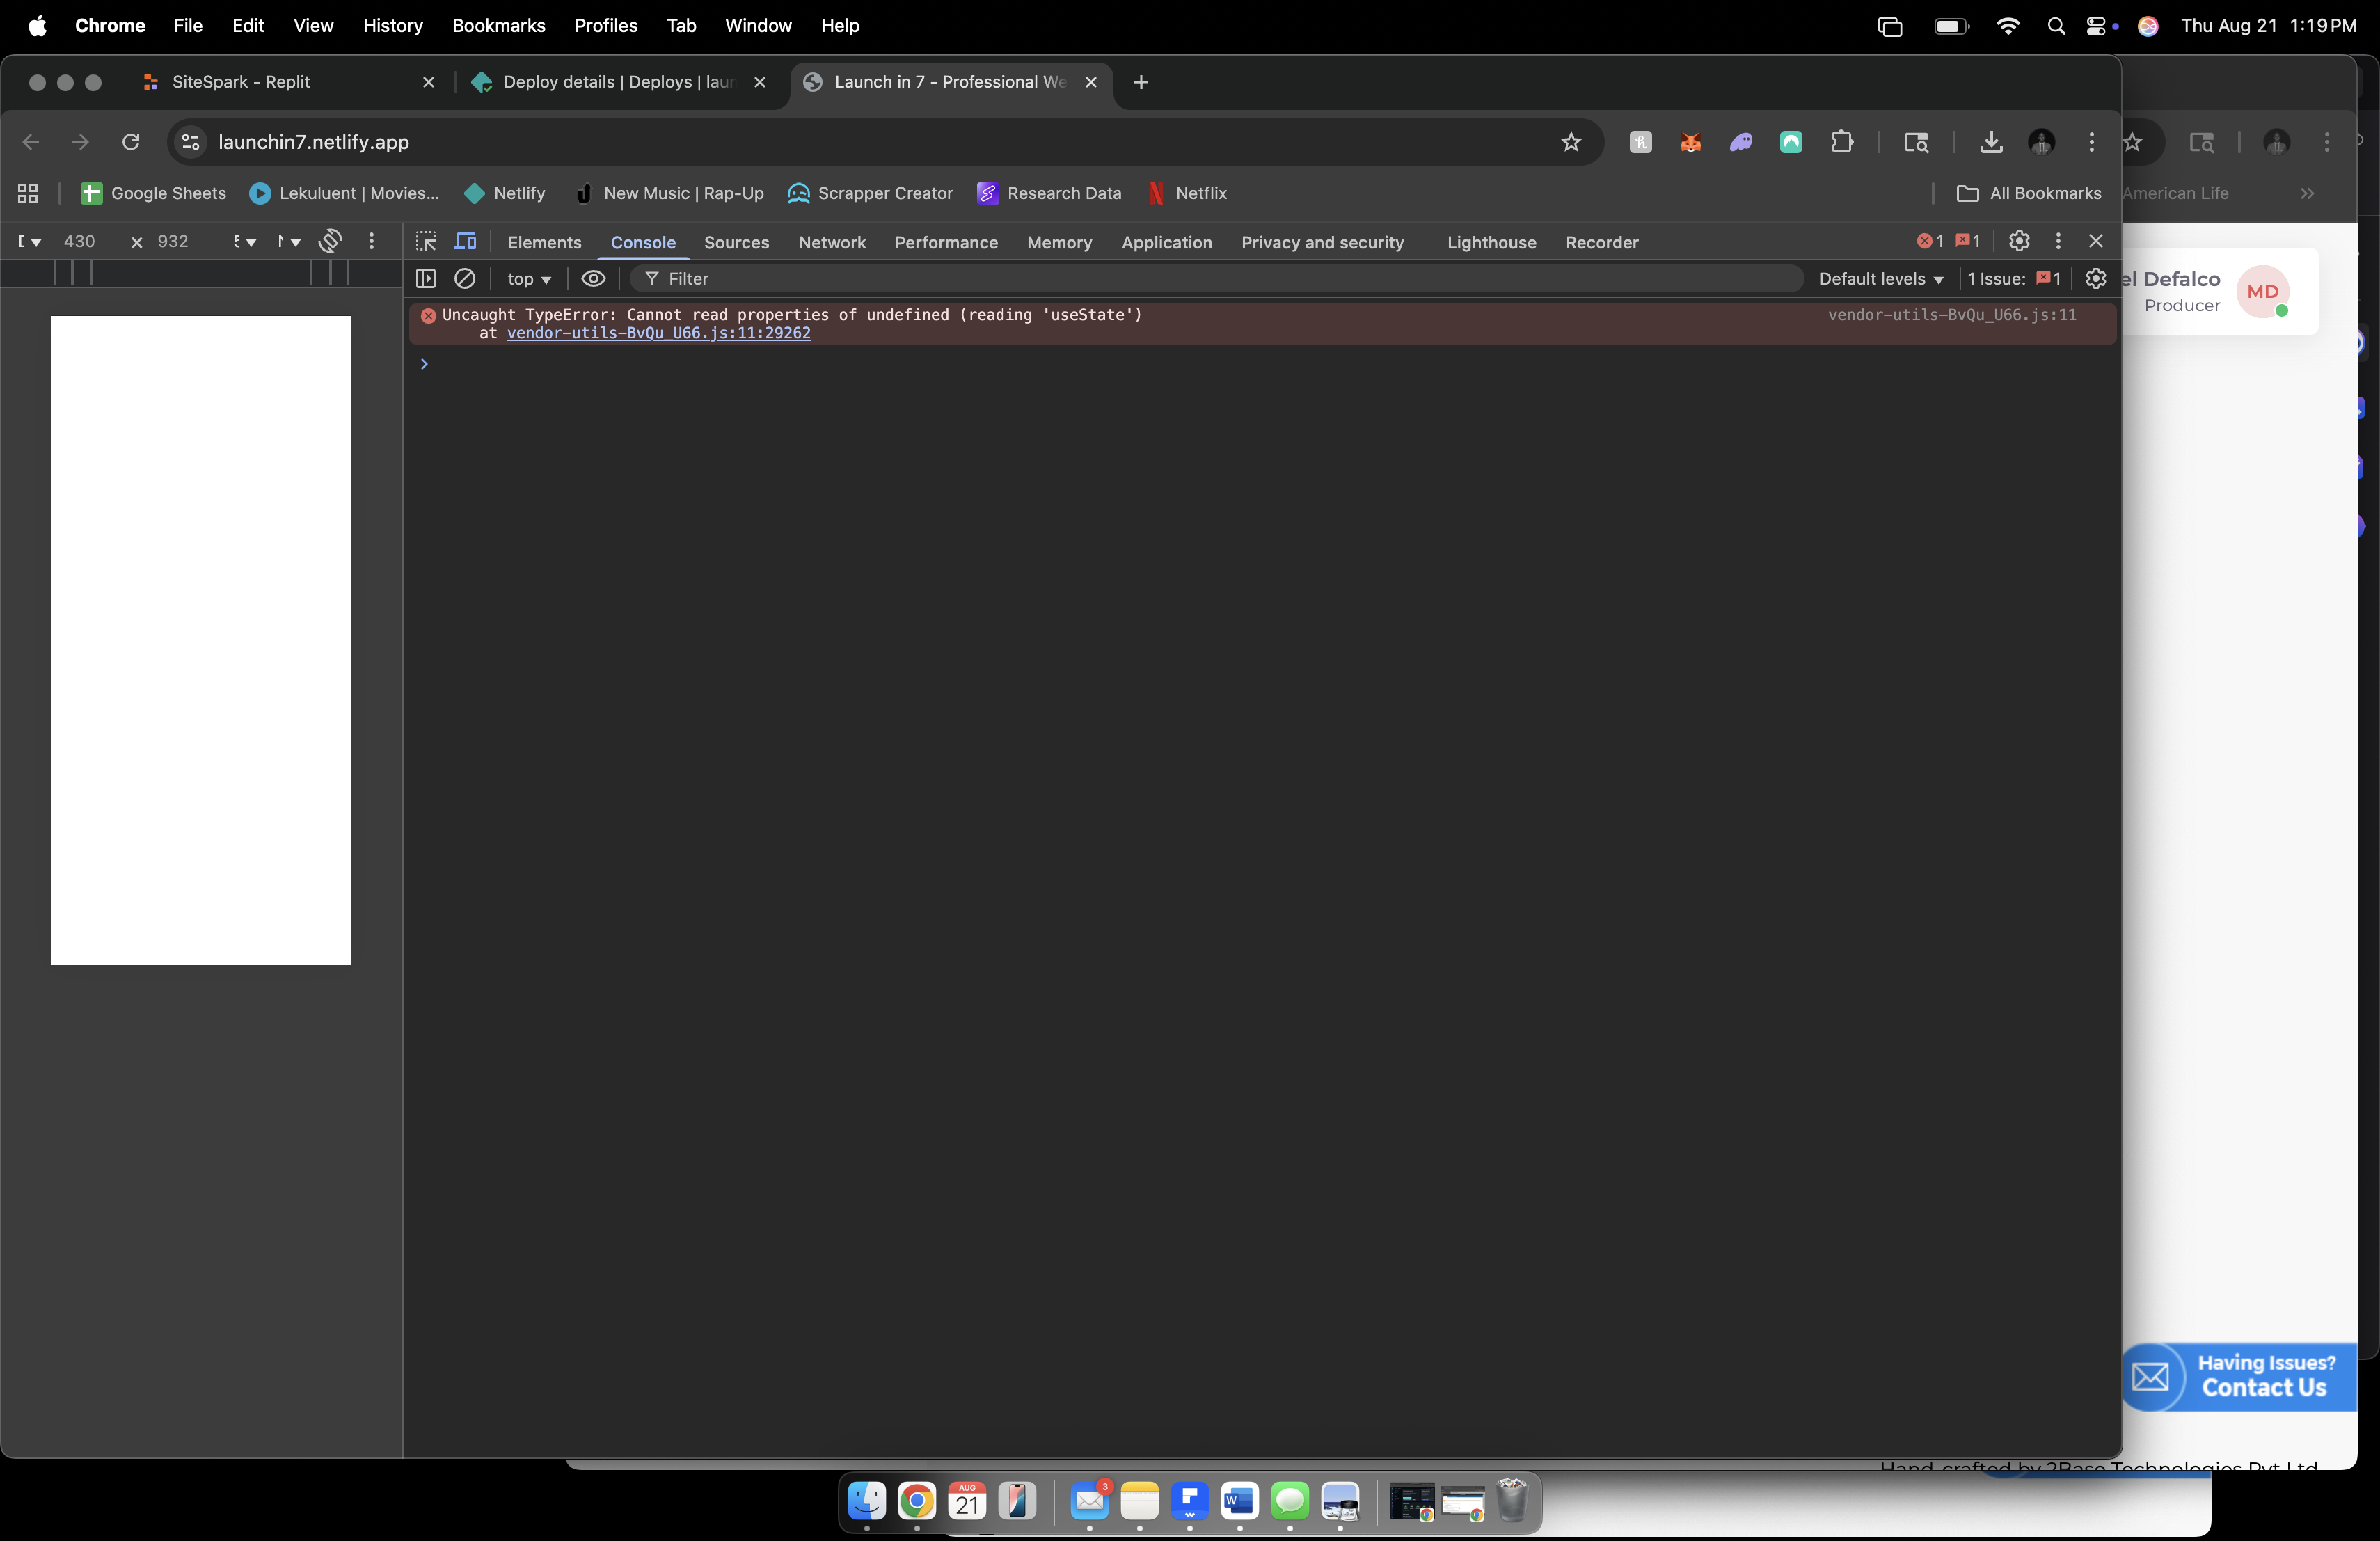 Chrome File Edit View History Bookmarks Profiles Tab Window Help Thu Aug 21 1:19 PM
SiteSpark - Replit Deploy details | Deploys | laun Launch in 7 - Professional We
launchin7.netlify.app
Google Sheets Lekuluent | Movies... Netlify New Music | Rap-Up Scrapper Creator Research Data Netflix All Bookmarks American Life
430 932 Elements Console Sources Network Performance Memory Application Privacy and security Lighthouse Recorder 1 1
top Filter Default levels 1 Issue: 1
Uncaught TypeError: Cannot read properties of undefined (reading 'useState') vendor-utils-BvQu_U66.js:11
at vendor-utils-BvQu_U66.js:11:29262
el Defalco
Producer
MD
Having Issues?
Contact Us
Hand-crafted by 2Base Technologies Pvt Ltd
AUG
21
3
W